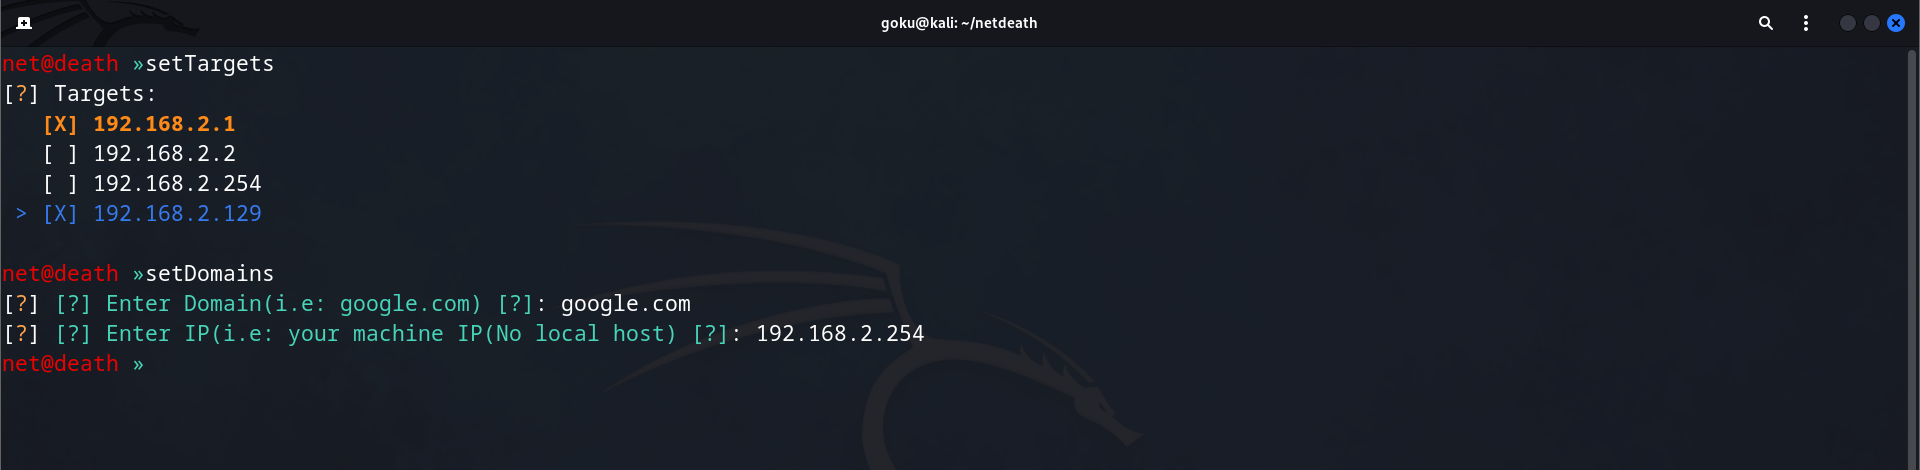 goku@kali: ~/netdeath
net@death »setTargets
[?] Targets:
[X] 192.168.2.1
[ ] 192.168.2.2
[ ] 192.168.2.254
> [X] 192.168.2.129
net@death »setDomains
[?] [?] Enter Domain(i.e: google.com) [?]: google.com
[?] [?] Enter IP(i.e: your machine IP(No local host) [?]: 192.168.2.254
net@death »